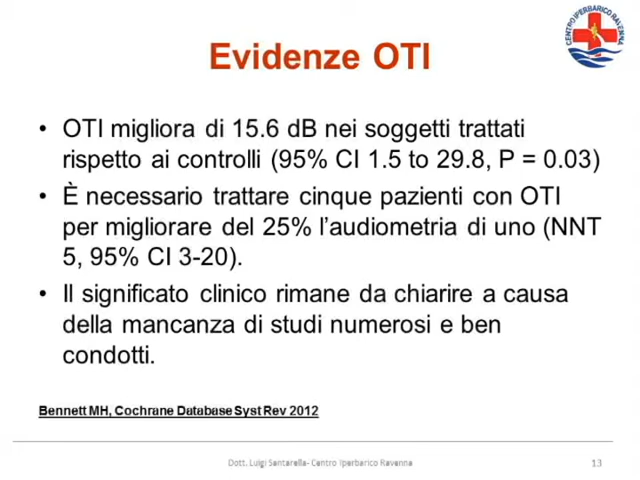 CENTRO IPERBARICO RAVENNA
Evidenze OTI
• OTI migliora di 15.6 dB nei soggetti trattati
rispetto ai controlli (95% CI 1.5 to 29.8, P = 0.03)
• È necessario trattare cinque pazienti con OTI
per migliorare del 25% l’audiometria di uno (NNT
5, 95% CI 3-20).
• Il significato clinico rimane da chiarire a causa
della mancanza di studi numerosi e ben
condotti.
Bennett MH, Cochrane Database Syst Rev 2012
Dott. Luigi Santarella- Centro Iperbarico Ravenna
13